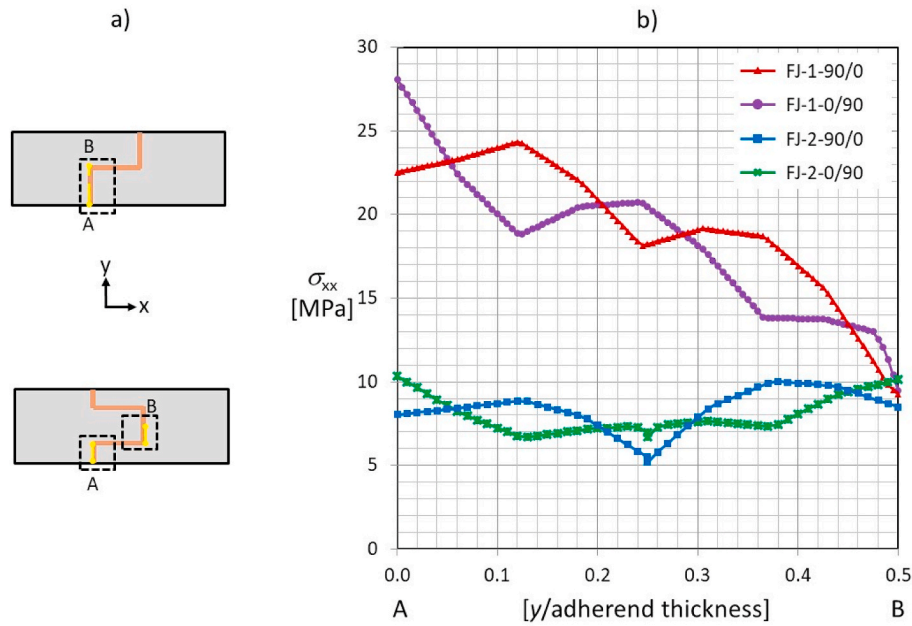 a)
B
A
y
x
B
A
b)
30
25
20
15
10
5
0
σxx
[MPa]
FJ-1-90/0
FJ-1-0/90
FJ-2-90/0
FJ-2-0/90
0.0 0.1 0.2 0.3 0.4 0.5
A [y/adherend thickness] B